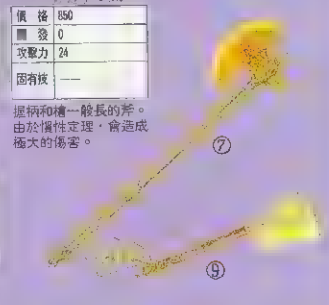 價 格 850
開 發 0
攻擊力 24
固有技 ——
握柄和槍一般長的斧。
由於慣性定理,會造成
極大的傷害。
⑦
⑨